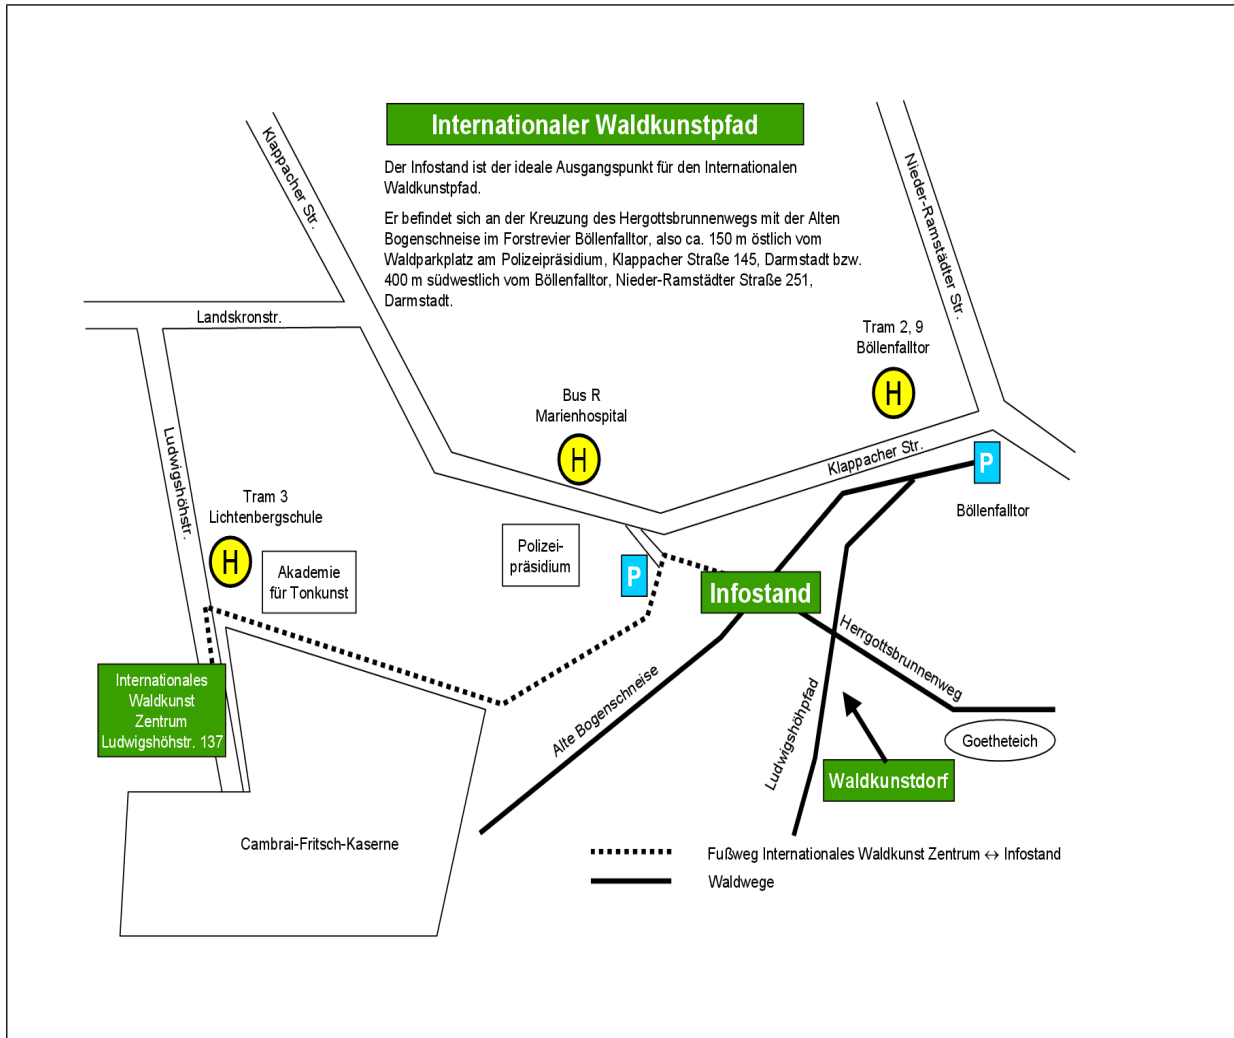 Internationaler Waldkunstpfad
Der Infostand ist der ideale Ausgangspunkt für den Internationalen
Waldkunstpfad.
Er befindet sich an der Kreuzung des Hergottsbrunnenwegs mit der Alten
Bogenschneise im Forstrevier Böllenfalltor, also ca. 150 m östlich vom
Waldparkplatz am Polizeipräsidium, Klappacher Straße 145, Darmstadt bzw.
400 m südwestlich vom Böllenfalltor, Nieder-Ramstädter Straße 251,
Darmstadt.
Klappacher Str.
Nieder-Ramstädter Str.
Landskronstr.
Tram 2, 9
Böllenfalltor
H
Bus R
Marienhospital
H
Klappacher Str.
P
Böllenfalltor
Ludwigshöhstr.
Tram 3
Lichtenbergschule
H
Akademie
für Tonkunst
Polizei-
präsidium
P
Infostand
Herrgottsbrunnenweg
Internationales
Waldkunst
Zentrum
Ludwigshöhstr. 137
Alte Bogenschneise
Ludwigshöhpfad
Goetheteich
Waldkunstdorf
Cambrai-Fritsch-Kaserne
Fußweg Internationales Waldkunst Zentrum ↔ Infostand
Waldwege